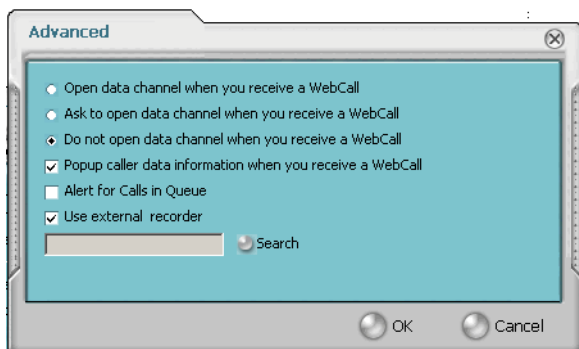 Advanced
Open data channel when you receive a WebCall
Ask to open data channel when you receive a WebCall
Do not open data channel when you receive a WebCall
Popup caller data information when you receive a WebCall
Alert for Calls in Queue
Use external recorder
Search
OK
Cancel